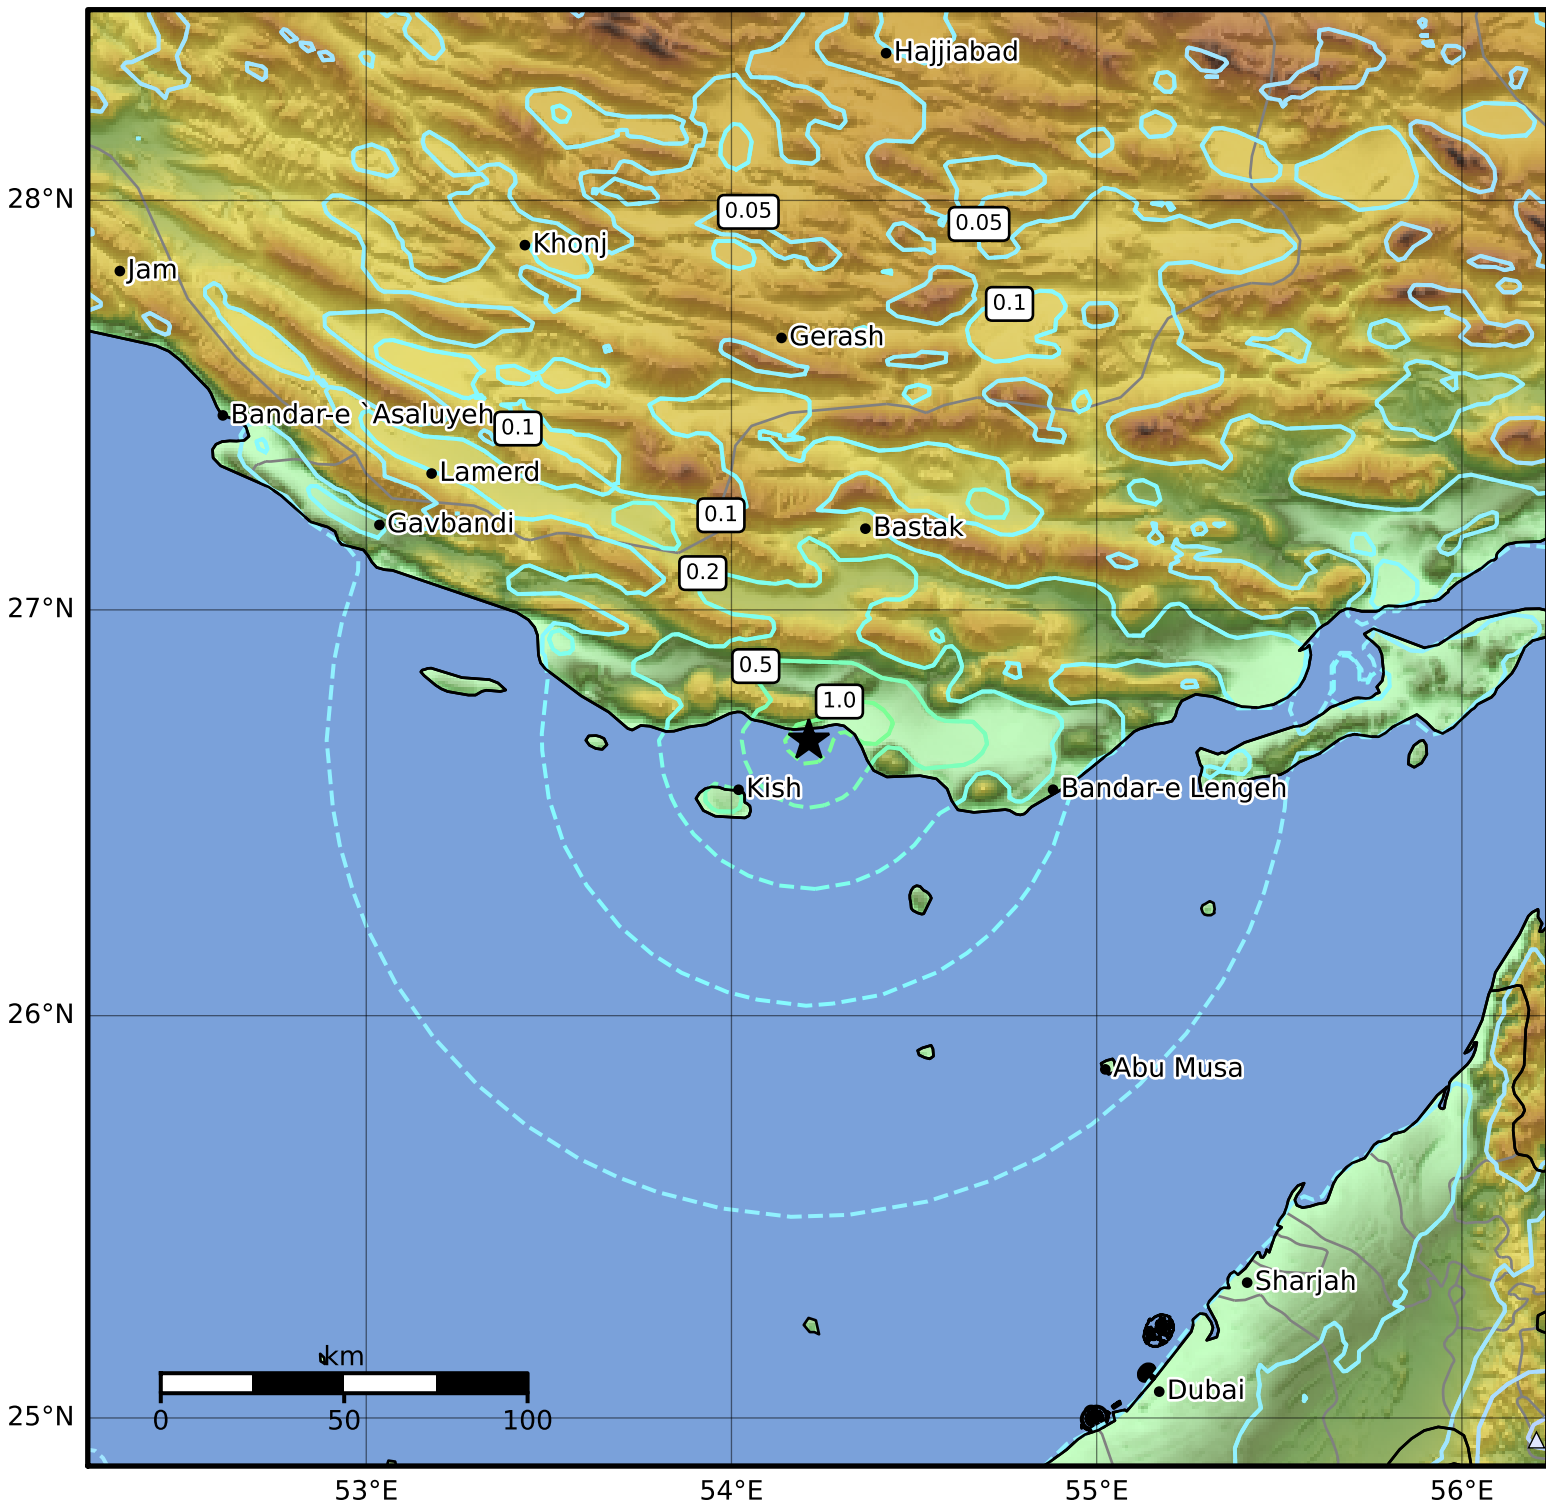 Hajjiabad
28°N
0.05
0.05
Khonj
Jam
0.1
Gerash
Bandar-e `Asaluyeh
0.1
Lamerd
0.1
Gavbandi
Bastak
0.2
27°N
0.5
1.0
Kish
Bandar-e Lengeh
26°N
Abu Musa
Sharjah
km
Dubai
25°N
0 50 100
53°E 54°E 55°E 56°E